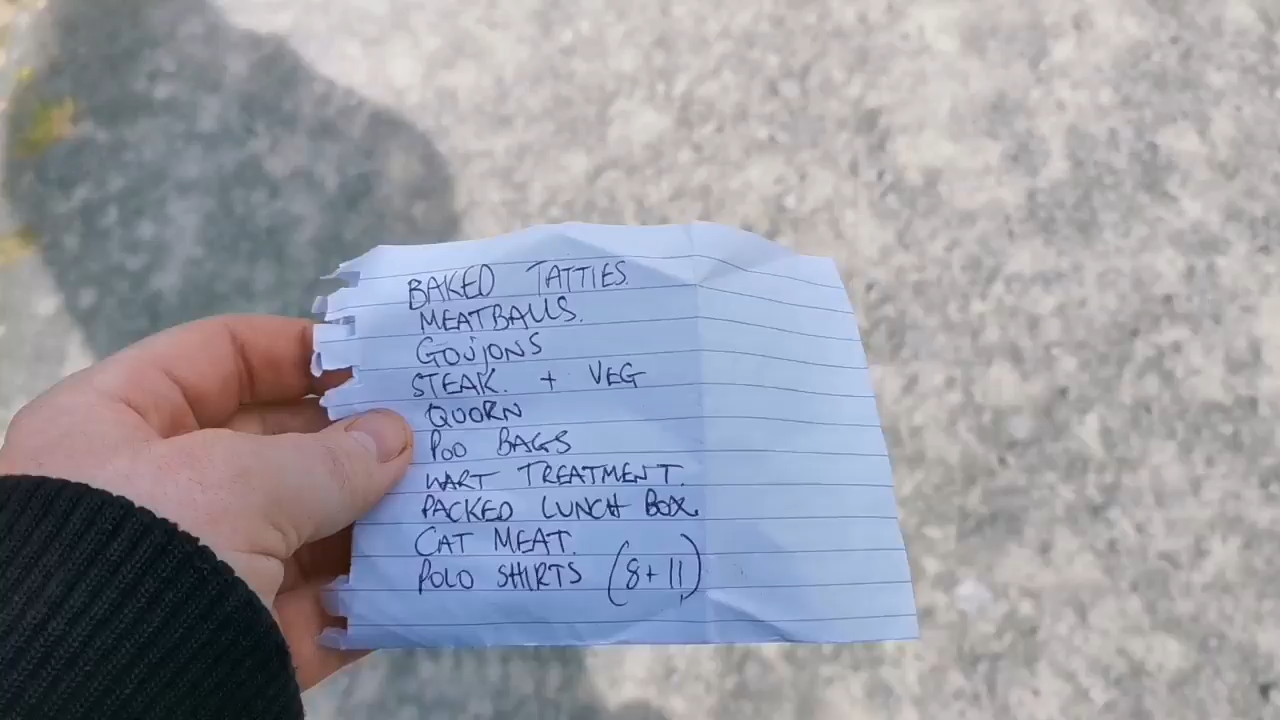 BAKED TATTIES.
MEATBALLS.
GOUJONS
STEAK. + VEG
QUORN
POO BAGS
WART TREATMENT.
PACKED LUNCH BOX.
CAT MEAT.
POLO SHIRTS (8+11)